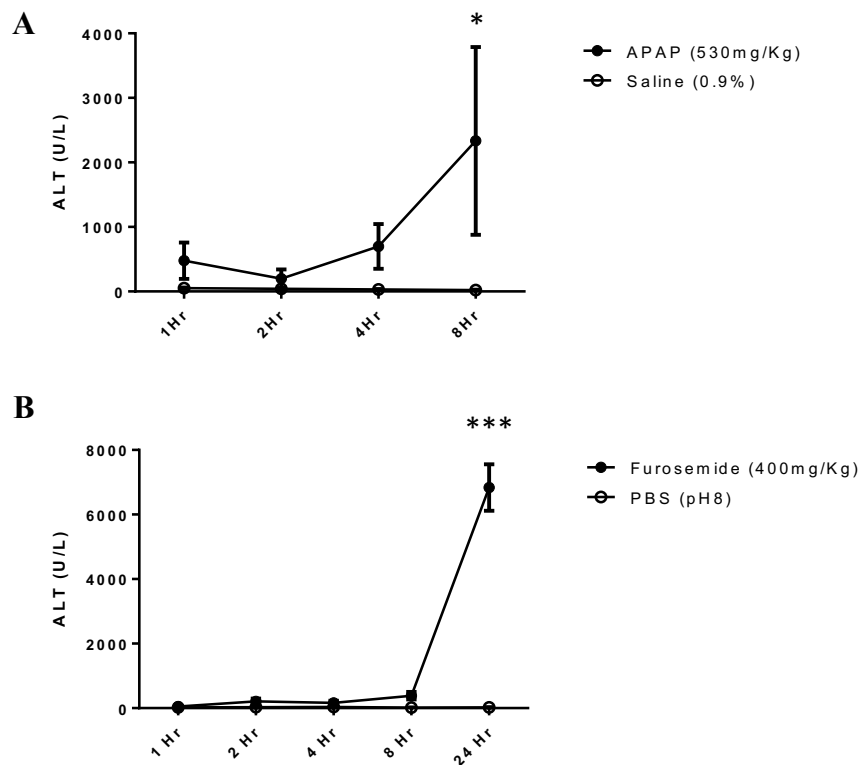 A
*
4000
3000
2000
1000
0
ALT (U/L)
1Hr
2Hr
4Hr
8Hr
APAP (530mg/Kg)
Saline (0.9%)
B
***
8000
6000
4000
2000
0
ALT (U/L)
1 Hr
2 Hr
4 Hr
8 Hr
24 Hr
Furosemide (400mg/Kg)
PBS (pH8)